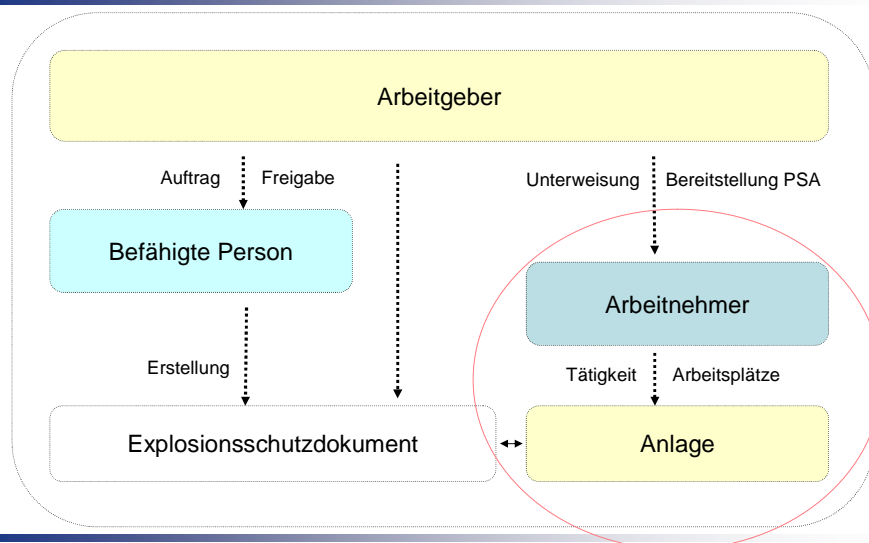 Arbeitgeber
Auftrag Freigabe
Unterweisung Bereitstellung PSA
Befähigte Person
Arbeitnehmer
Erstellung
Tätigkeit Arbeitsplätze
Explosionsschutzdokument
Anlage